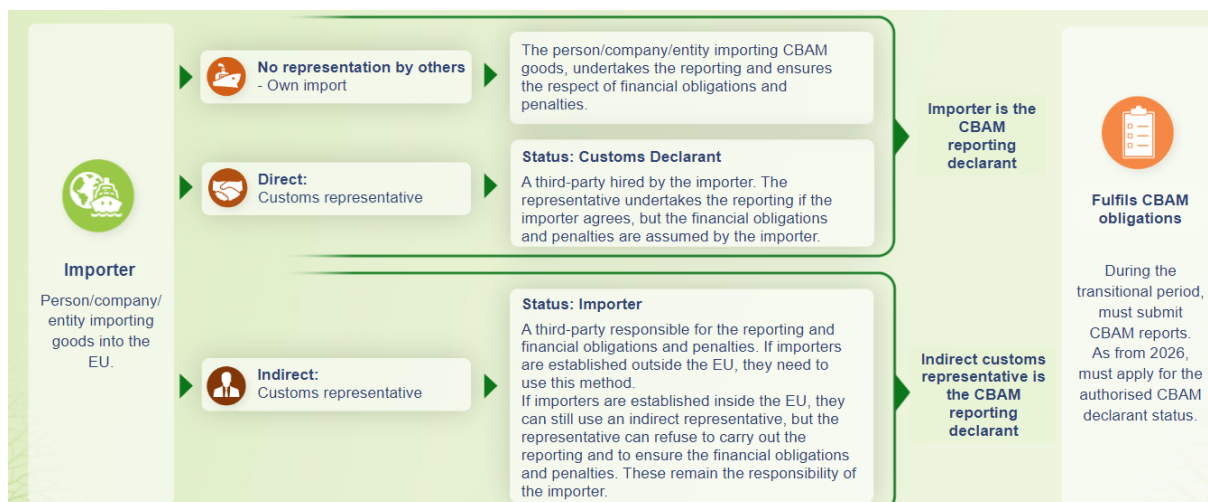 Importer
Person/company/
entity importing
goods into the
EU.
No representation by others
- Own import
The person/company/entity importing CBAM
goods, undertakes the reporting and ensures
the respect of financial obligations and
penalties.
Direct:
Customs representative
Status: Customs Declarant
A third-party hired by the importer. The
representative undertakes the reporting if the
importer agrees, but the financial obligations
and penalties are assumed by the importer.
Importer is the
CBAM
reporting
declarant
Indirect:
Customs representative
Status: Importer
A third-party responsible for the reporting and
financial obligations and penalties. If importers
are established outside the EU, they need to
use this method.
If importers are established inside the EU, they
can still use an indirect representative, but the
representative can refuse to carry out the
reporting and to ensure the financial obligations
and penalties. These remain the responsibility of
the importer.
Indirect customs
representative is
the CBAM
reporting
declarant
Fulfils CBAM
obligations
During the
transitional period,
must submit
CBAM reports.
As from 2026,
must apply for the
authorised CBAM
declarant status.